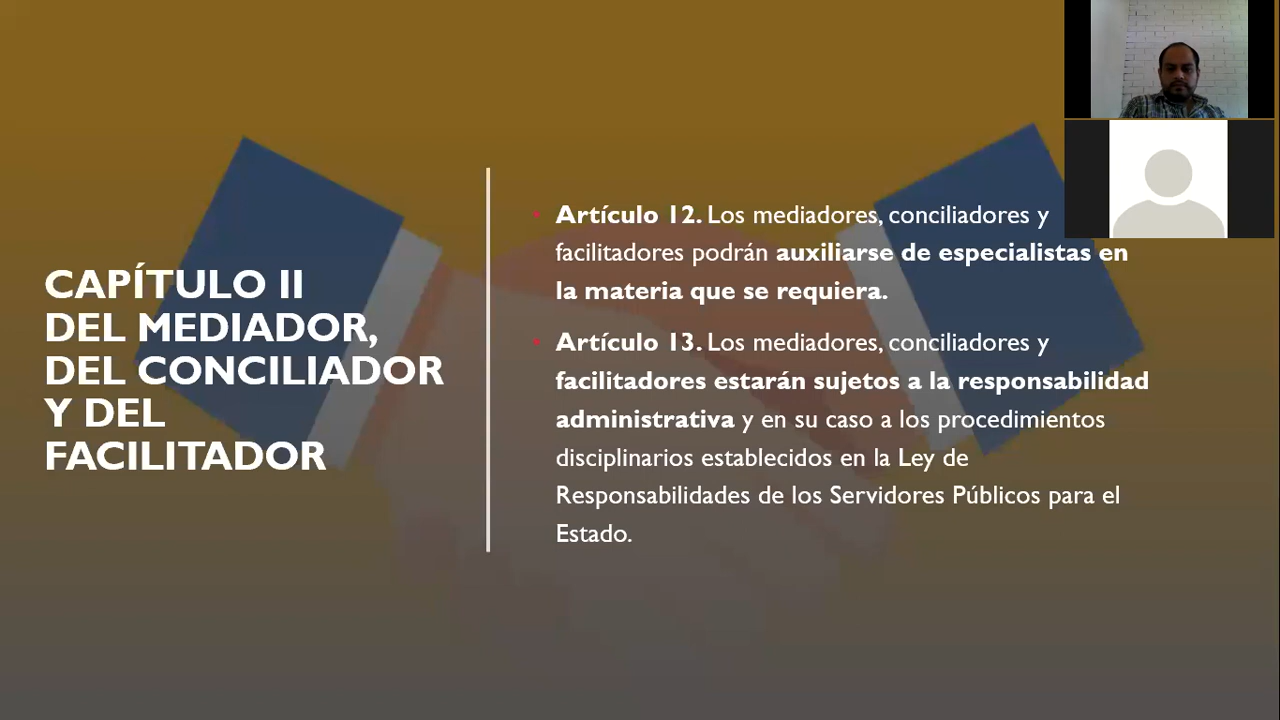 CAPÍTULO II
DEL MEDIADOR,
DEL CONCILIADOR
Y DEL
FACILITADOR
Artículo 12. Los mediadores, conciliadores y
facilitadores podrán auxiliarse de especialistas en
la materia que se requiera.
Artículo 13. Los mediadores, conciliadores y
facilitadores estarán sujetos a la responsabilidad
administrativa y en su caso a los procedimientos
disciplinarios establecidos en la Ley de
Responsabilidades de los Servidores Públicos para el
Estado.